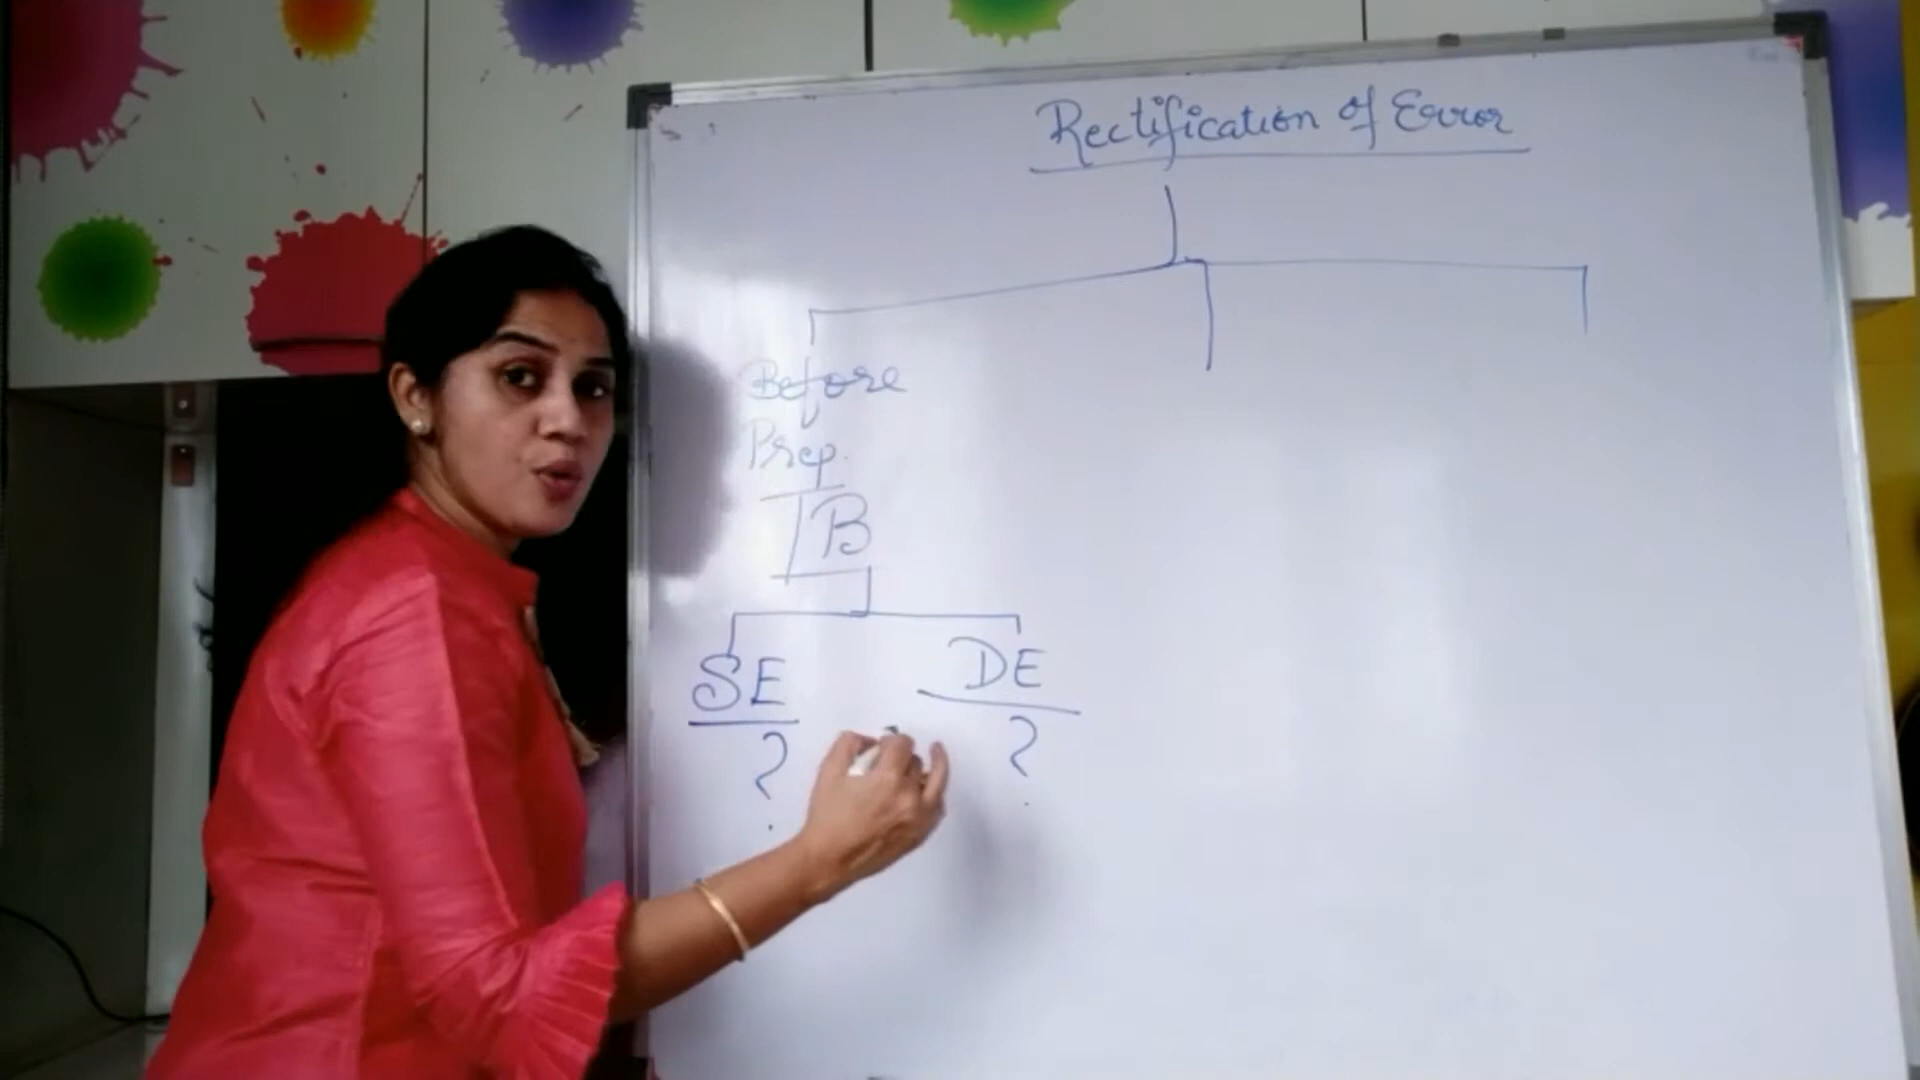 Rectification of Error
Before
Prep.
TB
SE
DE
?
?